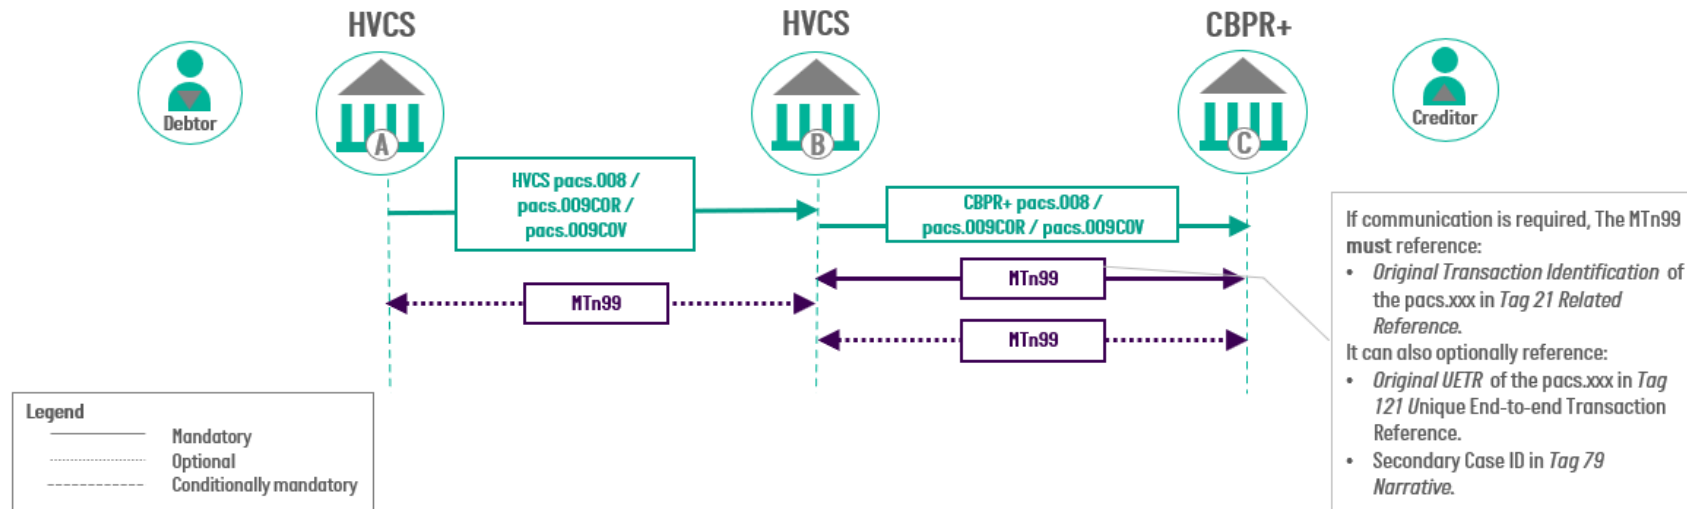 HVCS
HVCS
CBPR+
Debtor
A
B
C
Creditor
HVCS pacs.008 /
pacs.009COR /
pacs.009COV
CBPR+ pacs.008 /
pacs.009COR / pacs.009COV
MTn99
MTn99
MTn99
If communication is required, The MTn99
must reference:
• Original Transaction Identification of
the pacs.xxx in Tag 21 Related
Reference.
It can also optionally reference:
• Original UETR of the pacs.xxx in Tag
121 Unique End-to-end Transaction
Reference.
• Secondary Case ID in Tag 79
Narrative.
Legend
Mandatory
Optional
Conditionally mandatory